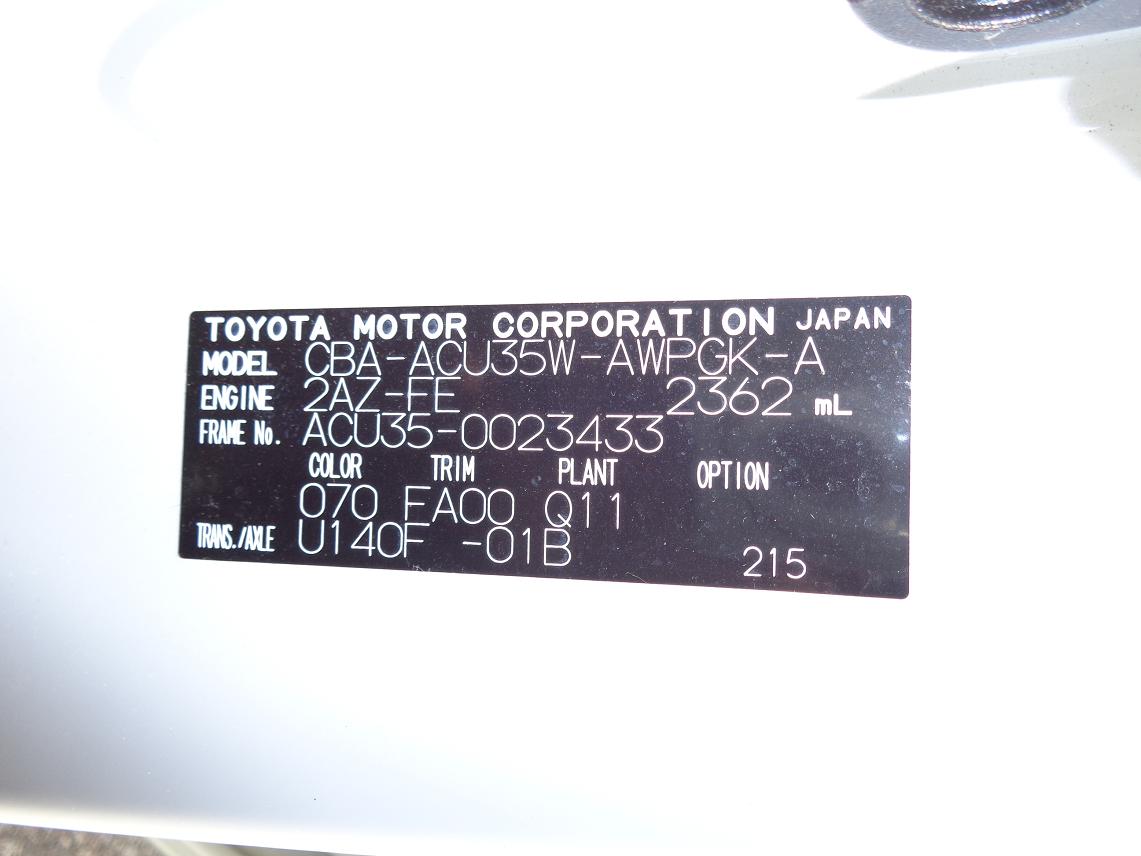 TOYOTA MOTOR CORPORATION JAPAN
MODEL CBA-ACU35W-AWPGK-A
ENGINE 2AZ-FE 2362 mL
FRAME No. ACU35-0023433
COLOR TRIM PLANT OPTION
070 FA00 Q11
TRANS./AXLE U140F -01B 215